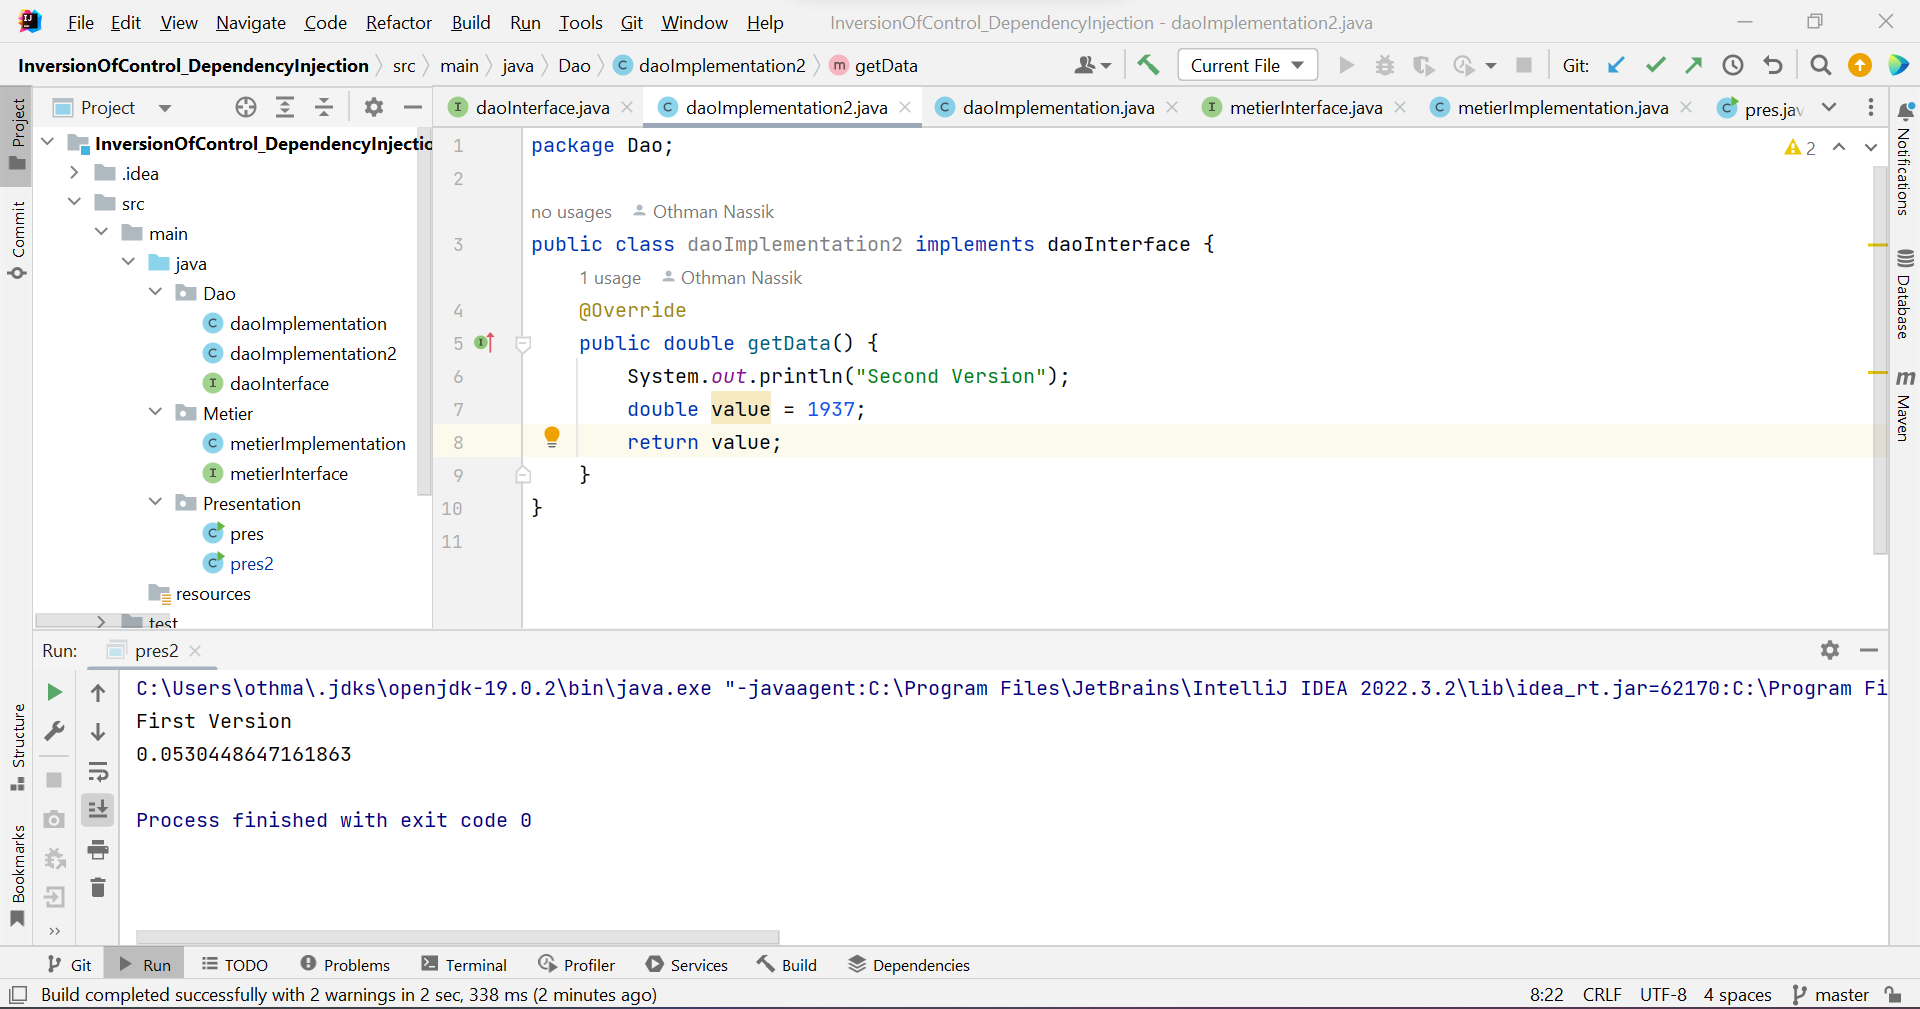 File Edit View Navigate Code Refactor Build Run Tools Git Window Help InversionOfControl_DependencyInjection - daoImplementation2.java
InversionOfControl_DependencyInjection src main java Dao C daoImplementation2 m getData Current File Git:
Project
I daoInterface.java C daoImplementation2.java C daoImplementation.java I metierInterface.java C metierImplementation.java C pres.jav
InversionOfControl_DependencyInjectio
.idea
src
main
java
Dao
C daoImplementation
C daoImplementation2
I daoInterface
Metier
C metierImplementation
I metierInterface
Presentation
C pres
C pres2
resources
test
Project
Commit
Structure
Bookmarks
1 package Dao;
2
no usages Othman Nassik
3 public class daoImplementation2 implements daoInterface {
1 usage Othman Nassik
4 @Override
5 public double getData() {
6 System.out.println("Second Version");
7 double value = 1937;
8 return value;
9 }
10 }
11
2
Notifications
Database
m Maven
Run: pres2
C:\Users\othma\.jdks\openjdk-19.0.2\bin\java.exe "-javaagent:C:\Program Files\JetBrains\IntelliJ IDEA 2022.3.2\lib\idea_rt.jar=62170:C:\Program Fi
First Version
0.0530448647161863
Process finished with exit code 0
Git Run TODO Problems Terminal Profiler Services Build Dependencies
Build completed successfully with 2 warnings in 2 sec, 338 ms (2 minutes ago) 8:22 CRLF UTF-8 4 spaces master